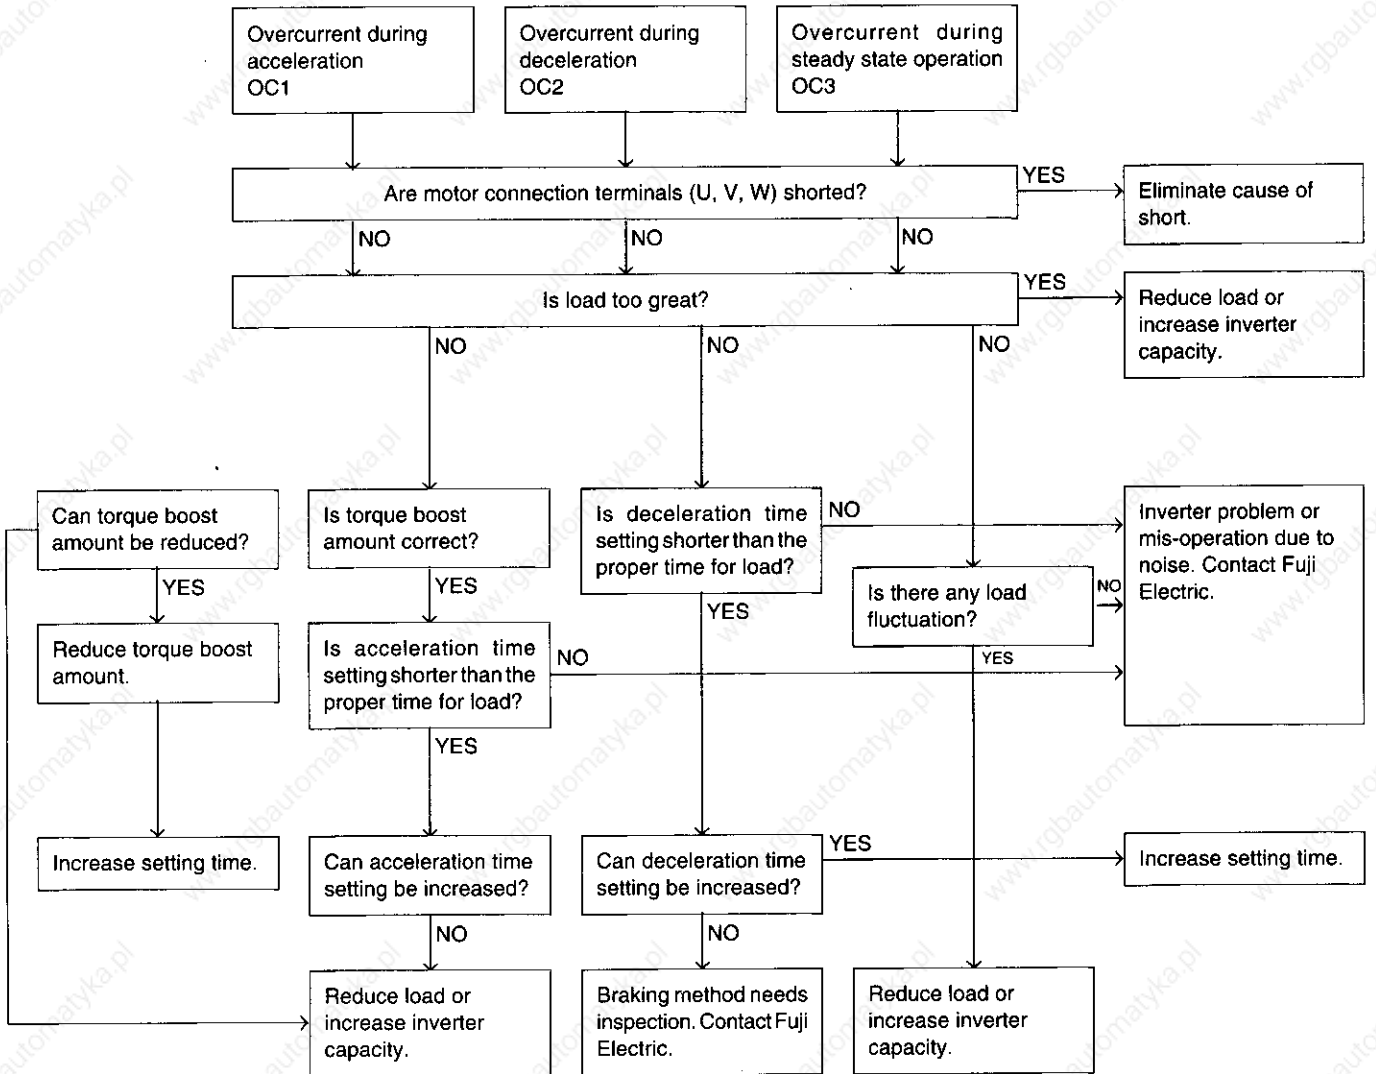 Overcurrent during
acceleration
OC1
Overcurrent during
deceleration
OC2
Overcurrent during
steady state operation
OC3
Are motor connection terminals (U, V, W) shorted?
YES
Eliminate cause of
short.
NO
NO
NO
Is load too great?
YES
Reduce load or
increase inverter
capacity.
NO
NO
NO
Can torque boost
amount be reduced?
Is torque boost
amount correct?
Is deceleration time
setting shorter than the
proper time for load?
NO
Inverter problem or
mis-operation due to
noise. Contact Fuji
Electric.
YES
YES
YES
Is there any load
fluctuation?
NO
Reduce torque boost
amount.
Is acceleration time
setting shorter than the
proper time for load?
NO
YES
YES
Increase setting time.
Can acceleration time
setting be increased?
Can deceleration time
setting be increased?
YES
Increase setting time.
NO
NO
Reduce load or
increase inverter
capacity.
Braking method needs
inspection. Contact Fuji
Electric.
Reduce load or
increase inverter
capacity.
www.rgbautomatyka.pl